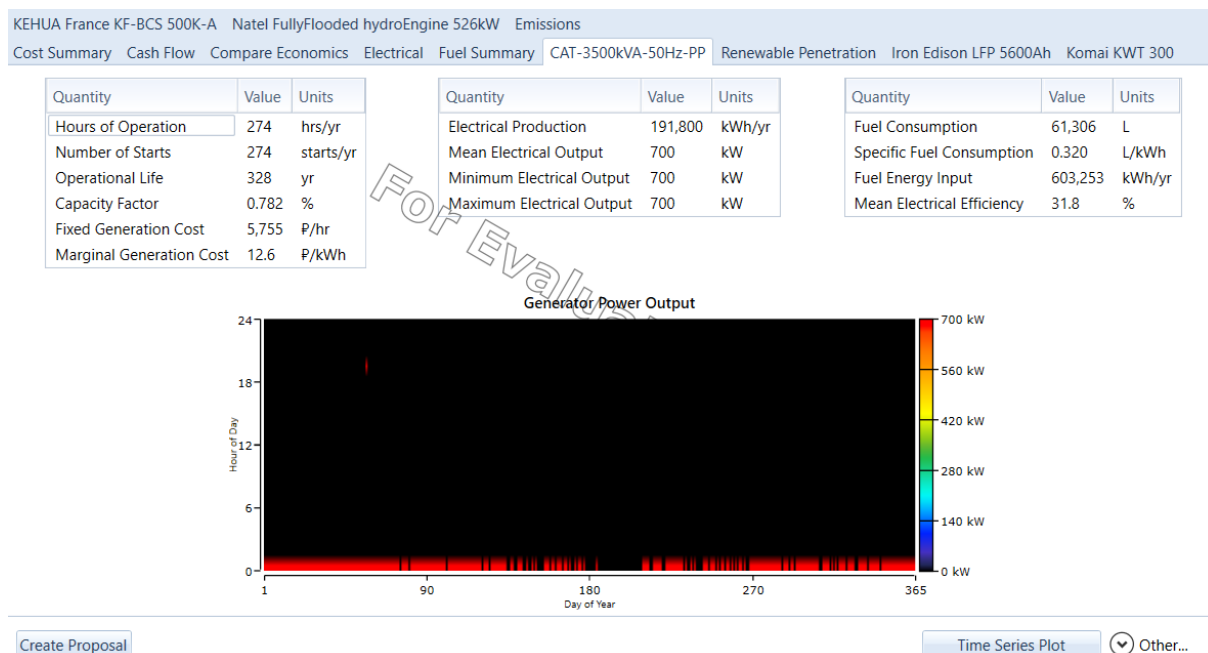 KEHUA France KF-BCS 500K-A Natel FullyFlooded hydroEngine 526kW Emissions
Cost Summary Cash Flow Compare Economics Electrical Fuel Summary CAT-3500kVA-50Hz-PP Renewable Penetration Iron Edison LFP 5600Ah Komai KWT 300
Quantity Value Units
Hours of Operation 274 hrs/yr
Number of Starts 274 starts/yr
Operational Life 328 yr
Capacity Factor 0.782 %
Fixed Generation Cost 5,755 ₽/hr
Marginal Generation Cost 12.6 ₽/kWh
Quantity Value Units
Electrical Production 191,800 kWh/yr
Mean Electrical Output 700 kW
Minimum Electrical Output 700 kW
Maximum Electrical Output 700 kW
Quantity Value Units
Fuel Consumption 61,306 L
Specific Fuel Consumption 0.320 L/kWh
Fuel Energy Input 603,253 kWh/yr
Mean Electrical Efficiency 31.8 %
For
Generator Power Output
24
18
12
6
0
Hour of Day
1 90 180 270 365
Day of Year
700 kW
560 kW
420 kW
280 kW
140 kW
0 kW
Create Proposal
Time Series Plot
Other...